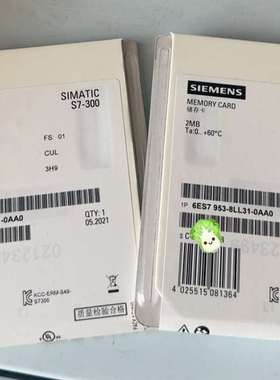 SIMATIC
S7-300
FS 01
CUL
3H9
-0AA0
QTY: 1
05.2021
KCC-ERM-S49-
S7300
质量检验合格
SIEMENS
MEMORY CARD
储存卡
2MB
Ta:0...+60°C
1P 6ES7 953-8LL31-0AA0
S C
4 025515 081364